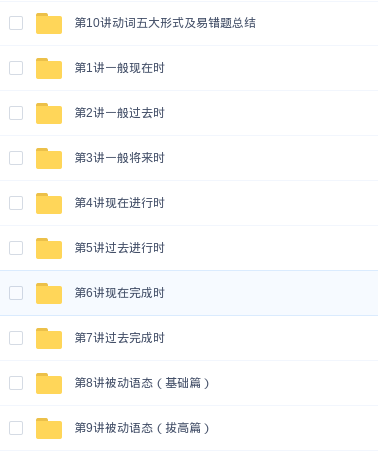 第10讲动词五大形式及易错题总结
第1讲一般现在时
第2讲一般过去时
第3讲一般将来时
第4讲现在进行时
第5讲过去进行时
第6讲现在完成时
第7讲过去完成时
第8讲被动语态（基础篇）
第9讲被动语态（拔高篇）